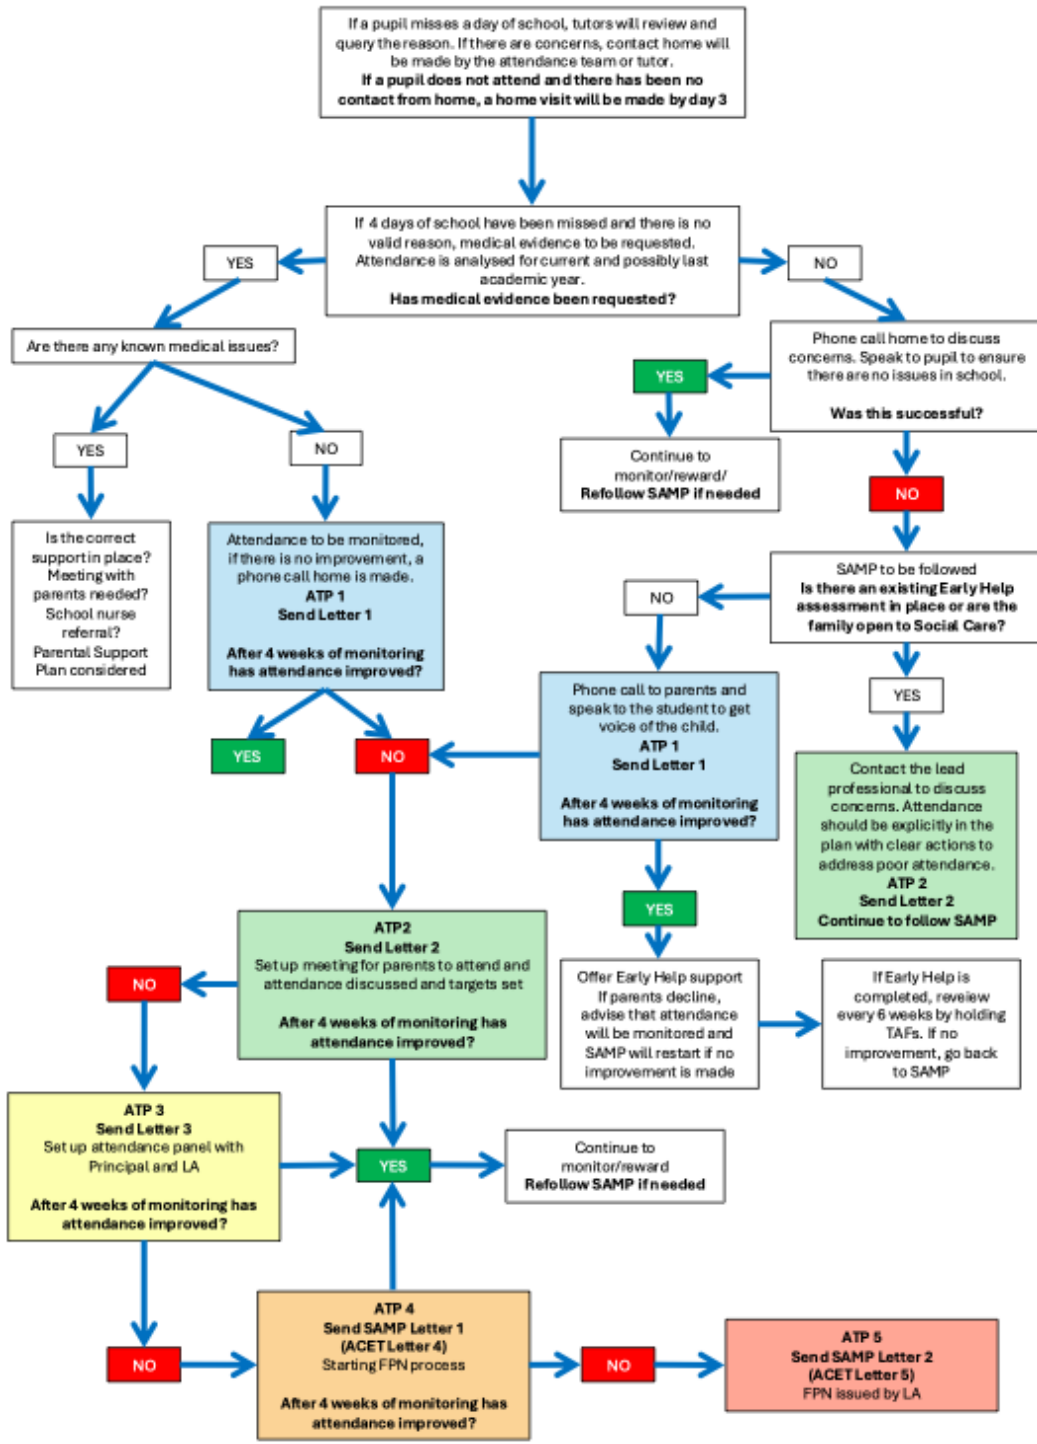 If a pupil misses a day of school, tutors will review and
query the reason. If there are concerns, contact home will
be made by the attendance team or tutor.
If a pupil does not attend and there has been no
contact from home, a home visit will be made by day 3
If 4 days of school have been missed and there is no
valid reason, medical evidence to be requested.
Attendance is analysed for current and possibly last
academic year.
Has medical evidence been requested?
YES
NO
Are there any known medical issues?
Phone call home to discuss
concerns. Speak to pupil to ensure
there are no issues in school.
Was this successful?
YES
YES
NO
Continue to
monitor/reward/
Refollow SAMP if needed
NO
Is the correct
support in place?
Meeting with
parents needed?
School nurse
referral?
Parental Support
Plan considered
Attendance to be monitored,
if there is no improvement, a
phone call home is made.
ATP 1
Send Letter 1
After 4 weeks of monitoring
has attendance improved?
NO
SAMP to be followed
Is there an existing Early Help
assessment in place or are the
family open to Social Care?
YES
Phone call to parents and
speak to the student to get
voice of the child.
ATP 1
Send Letter 1
After 4 weeks of monitoring
has attendance improved?
YES
NO
Contact the lead
professional to discuss
concerns. Attendance
should be explicitly in the
plan with clear actions to
address poor attendance.
ATP 2
Send Letter 2
Continue to follow SAMP
YES
ATP2
Send Letter 2
Set up meeting for parents to attend and
attendance discussed and targets set
After 4 weeks of monitoring has
attendance improved?
NO
Offer Early Help support
If parents decline,
advise that attendance
will be monitored and
SAMP will restart if no
improvement is made
If Early Help is
completed, reveiew
every 6 weeks by holding
TAFs. If no
improvement, go back
to SAMP
ATP 3
Send Letter 3
Set up attendance panel with
Principal and LA
After 4 weeks of monitoring has
attendance improved?
YES
Continue to
monitor/reward
Refollow SAMP if needed
NO
ATP 4
Send SAMP Letter 1
(ACET Letter 4)
Starting FPN process
After 4 weeks of monitoring has
attendance improved?
NO
ATP 5
Send SAMP Letter 2
(ACET Letter 5)
FPN issued by LA